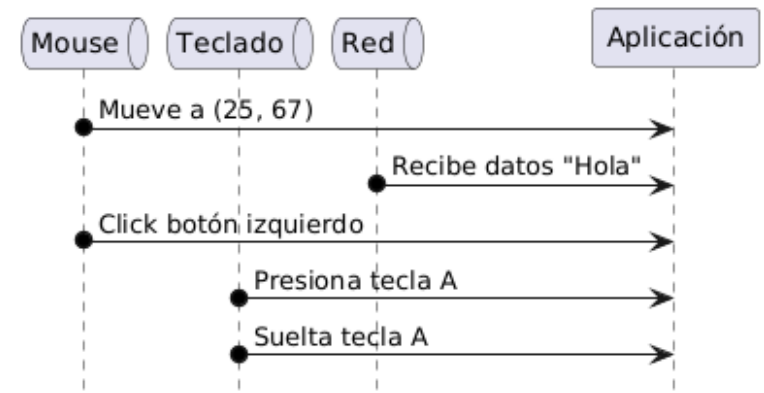 Mouse
Teclado
Red
Aplicación
Mueve a (25, 67)
Recibe datos "Hola"
Click botón izquierdo
Presiona tecla A
Suelta tecla A